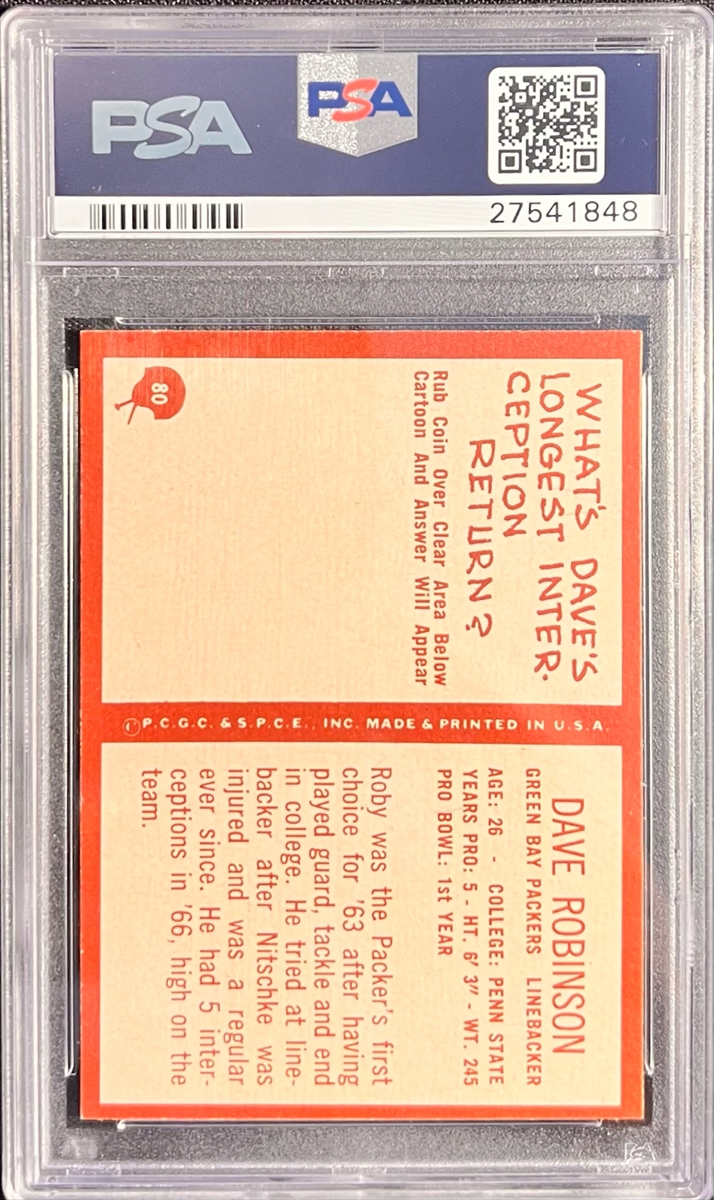 PSA
PSA
27541848
WHAT'S DAVE'S
LONGEST INTER-
CEPTION
RETURN?
Rub Coin Over Clear Area Below
Cartoon And Answer Will Appear
80
©P.C.G.C. & S.P.C.E., INC. MADE & PRINTED IN U.S.A.
DAVE ROBINSON
GREEN BAY PACKERS LINEBACKER
AGE: 26 - COLLEGE: PENN STATE
YEARS PRO: 5 - HT. 6' 3" - WT. 245
PRO BOWL: 1st YEAR
Roby was the Packer's first
choice for '63 after having
played guard, tackle and end
in college. He tried at line-
backer after Nitschke was
injured and was a regular
ever since. He had 5 inter-
ceptions in '66, high on the
team.